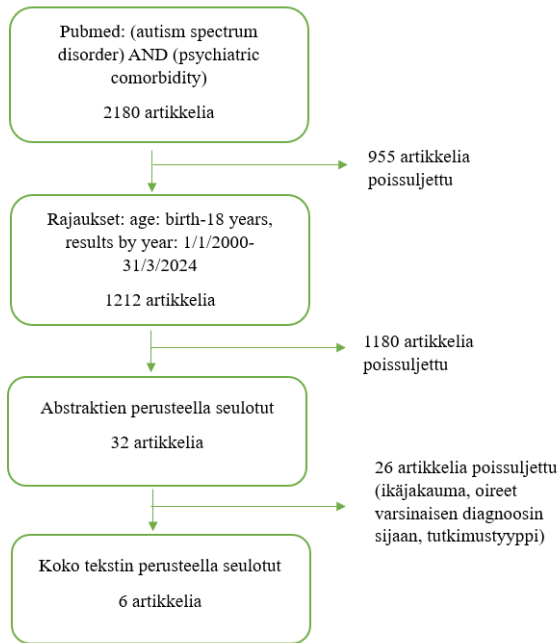 Pubmed: (autism spectrum
disorder) AND (psychiatric
comorbidity)
2180 artikkelia
955 artikkelia
poissuljettu
Rajaukset: age: birth-18 years,
results by year: 1/1/2000-
31/3/2024
1212 artikkelia
1180 artikkelia
poissuljettu
Abstraktien perusteella seulotut
32 artikkelia
26 artikkelia poissuljettu
(ikäjakauma, oireet
varsinaisen diagnoosin
sijaan, tutkimustyyppi)
Koko tekstin perusteella seulotut
6 artikkelia